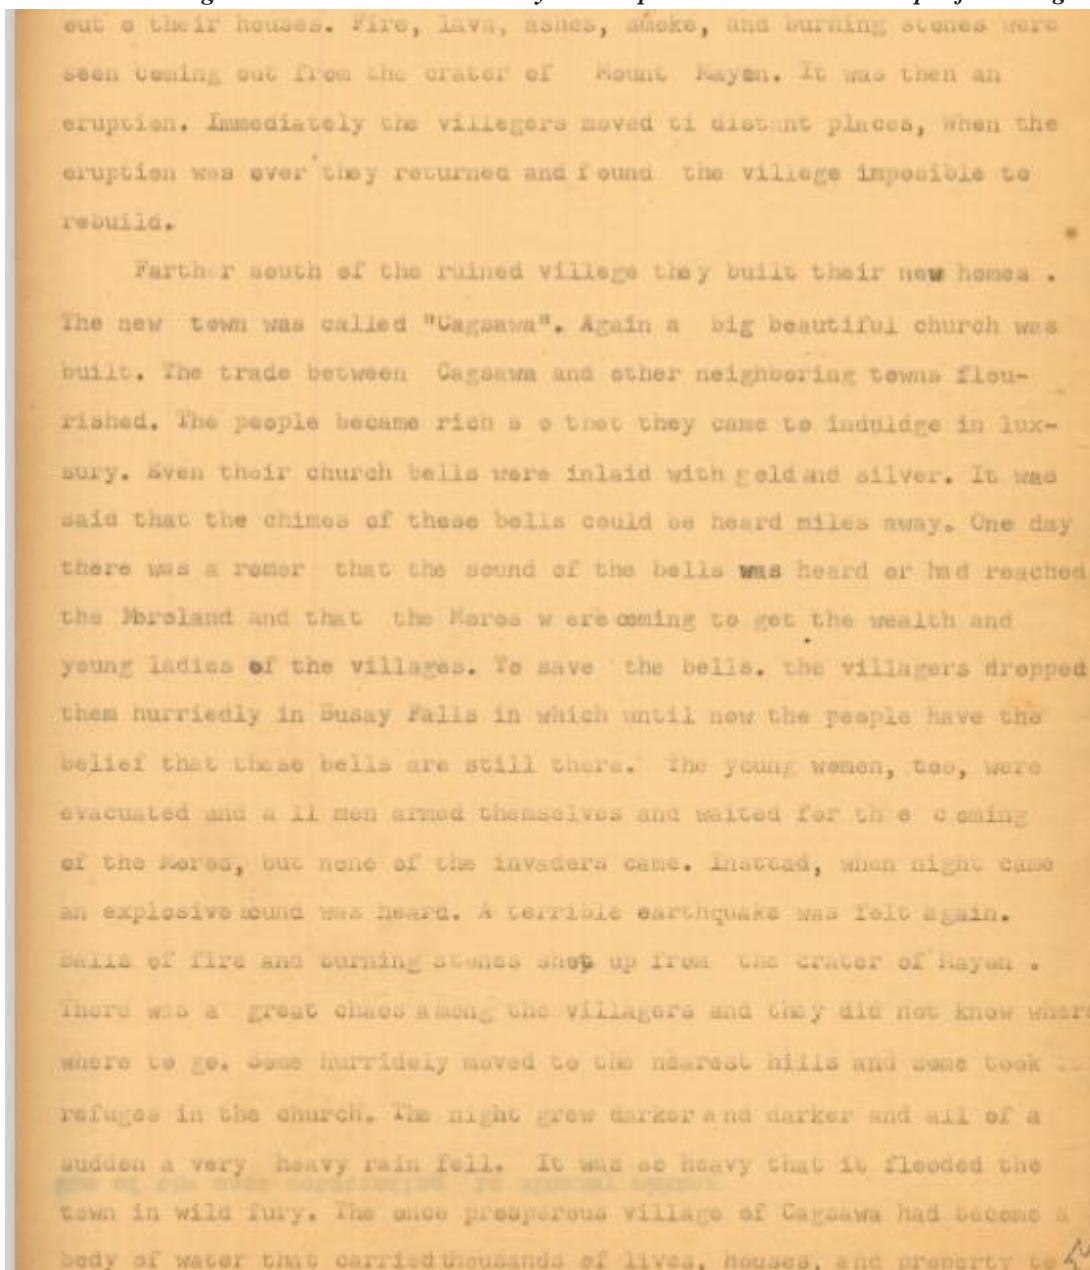 out o their houses. Fire, lava, ashes, smoke, and burning stones were
seen coming out from the crater of Mount Mayon. It was then an
eruption. Immediately the villegers moved ti distant places, When the
eruption was over they returned and found the village imposible to
rebuild.
Farther south of the ruined villege they built their new homes .
The new town was called "Cagsawa". Again a big beautiful church was
built. The trade between Cagsawa and other neighboring towns flou-
rished. The people became rich s o that they came to induldge in lux-
sury. Even their church bells were inlaid with gold and silver. It was
said that the chimes of these bells could be heard miles away. One day
there was a romor that the sound of the bells was heard or had reached
the Moroland and that the Moros w ere coming to get the wealth and
young ladies of the villages. To save the bells. the villagers dropped
them hurriedly in Busay Falls in which until now the people have the
belief that these bells are still there. The young women, too, were
evacuated and a ll men armed themselves and waited for th e c oming
of the Moros, but none of the invaders came. Instead, when night came
an explosive sound was heard. A terrible earthquake was felt again.
Balls of fire and burning stones shot up from the crater of Mayon .
There was a great chaos among the villagers and they did not know where
where to go. Some hurridely moved to the nearest hills and some took
refuges in the church. The night grew darker and darker and all of a
sudden a very heavy rain fell. It was so heavy that it flooded the
town in wild fury. The once prosperous village of Cagsawa had become a
body of water that carried thousands of lives, houses, and property to